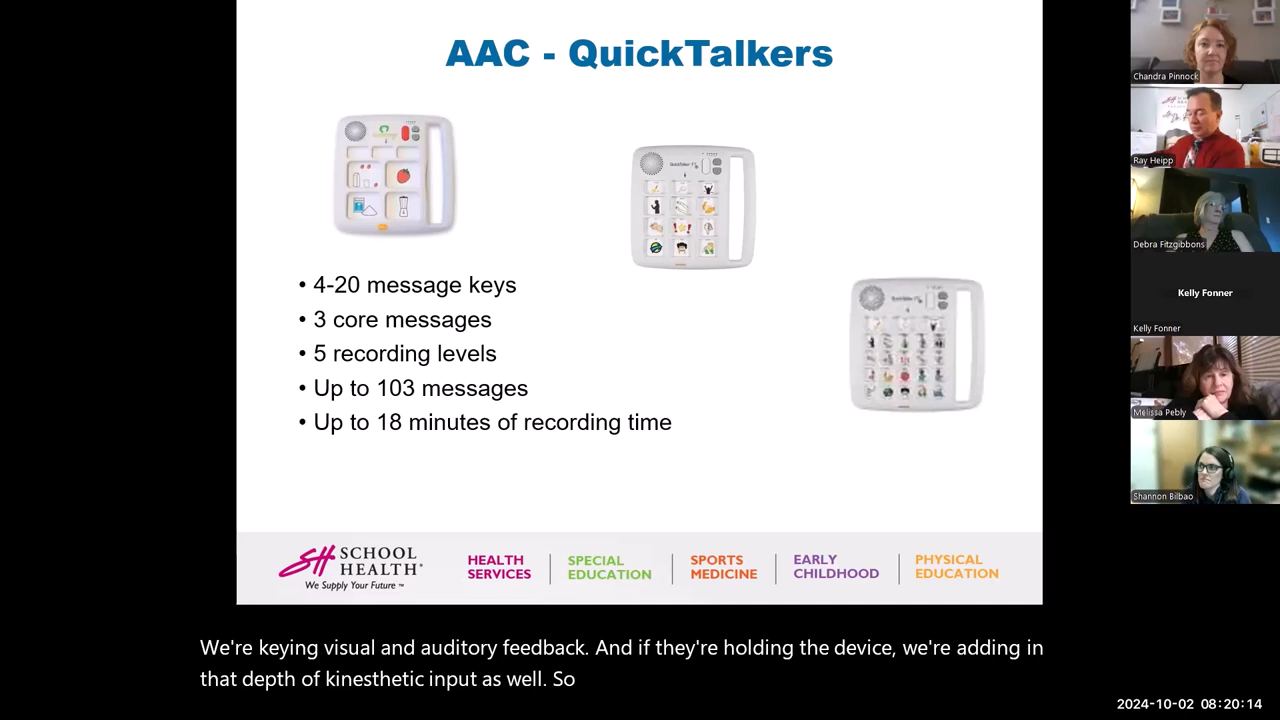 AAC - QuickTalkers
• 4-20 message keys
• 3 core messages
• 5 recording levels
• Up to 103 messages
• Up to 18 minutes of recording time
SH SCHOOL HEALTH®
We Supply Your Future ™
HEALTH SERVICES
SPECIAL EDUCATION
SPORTS MEDICINE
EARLY CHILDHOOD
PHYSICAL EDUCATION
Chandra Pinnock
Ray Heipp
Debra Fitzgibbons
Kelly Fonner
Kelly Fonner
Melissa Pebly
Shannon Bilbao
We're keying visual and auditory feedback. And if they're holding the device, we're adding in
that depth of kinesthetic input as well. So
2024-10-02 08:20:14